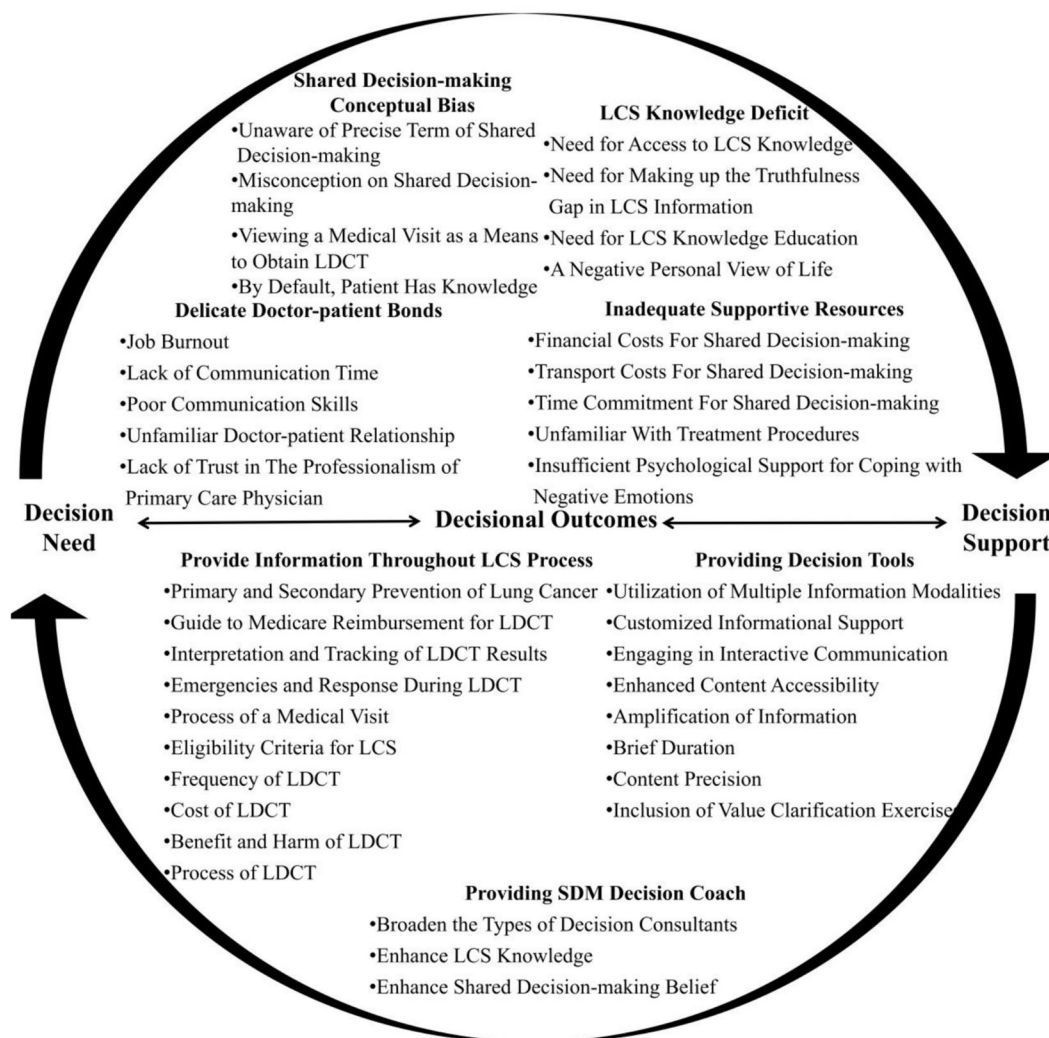 Shared Decision-making
Conceptual Bias
•Unaware of Precise Term of Shared
Decision-making
•Misconception on Shared Decision-
making
•Viewing a Medical Visit as a Means
to Obtain LDCT
•By Default, Patient Has Knowledge
LCS Knowledge Deficit
•Need for Access to LCS Knowledge
•Need for Making up the Truthfulness
Gap in LCS Information
•Need for LCS Knowledge Education
•A Negative Personal View of Life
Delicate Doctor-patient Bonds
•Job Burnout
•Lack of Communication Time
•Poor Communication Skills
•Unfamiliar Doctor-patient Relationship
•Lack of Trust in The Professionalism of
Primary Care Physician
Inadequate Supportive Resources
•Financial Costs For Shared Decision-making
•Transport Costs For Shared Decision-making
•Time Commitment For Shared Decision-making
•Unfamiliar With Treatment Procedures
•Insufficient Psychological Support for Coping with
Negative Emotions
Decision
Need
Decisional Outcomes
Decision
Support
Provide Information Throughout LCS Process
•Primary and Secondary Prevention of Lung Cancer
•Guide to Medicare Reimbursement for LDCT
•Interpretation and Tracking of LDCT Results
•Emergencies and Response During LDCT
•Process of a Medical Visit
•Eligibility Criteria for LCS
•Frequency of LDCT
•Cost of LDCT
•Benefit and Harm of LDCT
•Process of LDCT
Providing Decision Tools
•Utilization of Multiple Information Modalities
•Customized Informational Support
•Engaging in Interactive Communication
•Enhanced Content Accessibility
•Amplification of Information
•Brief Duration
•Content Precision
•Inclusion of Value Clarification Exercises
Providing SDM Decision Coach
•Broaden the Types of Decision Consultants
•Enhance LCS Knowledge
•Enhance Shared Decision-making Belief